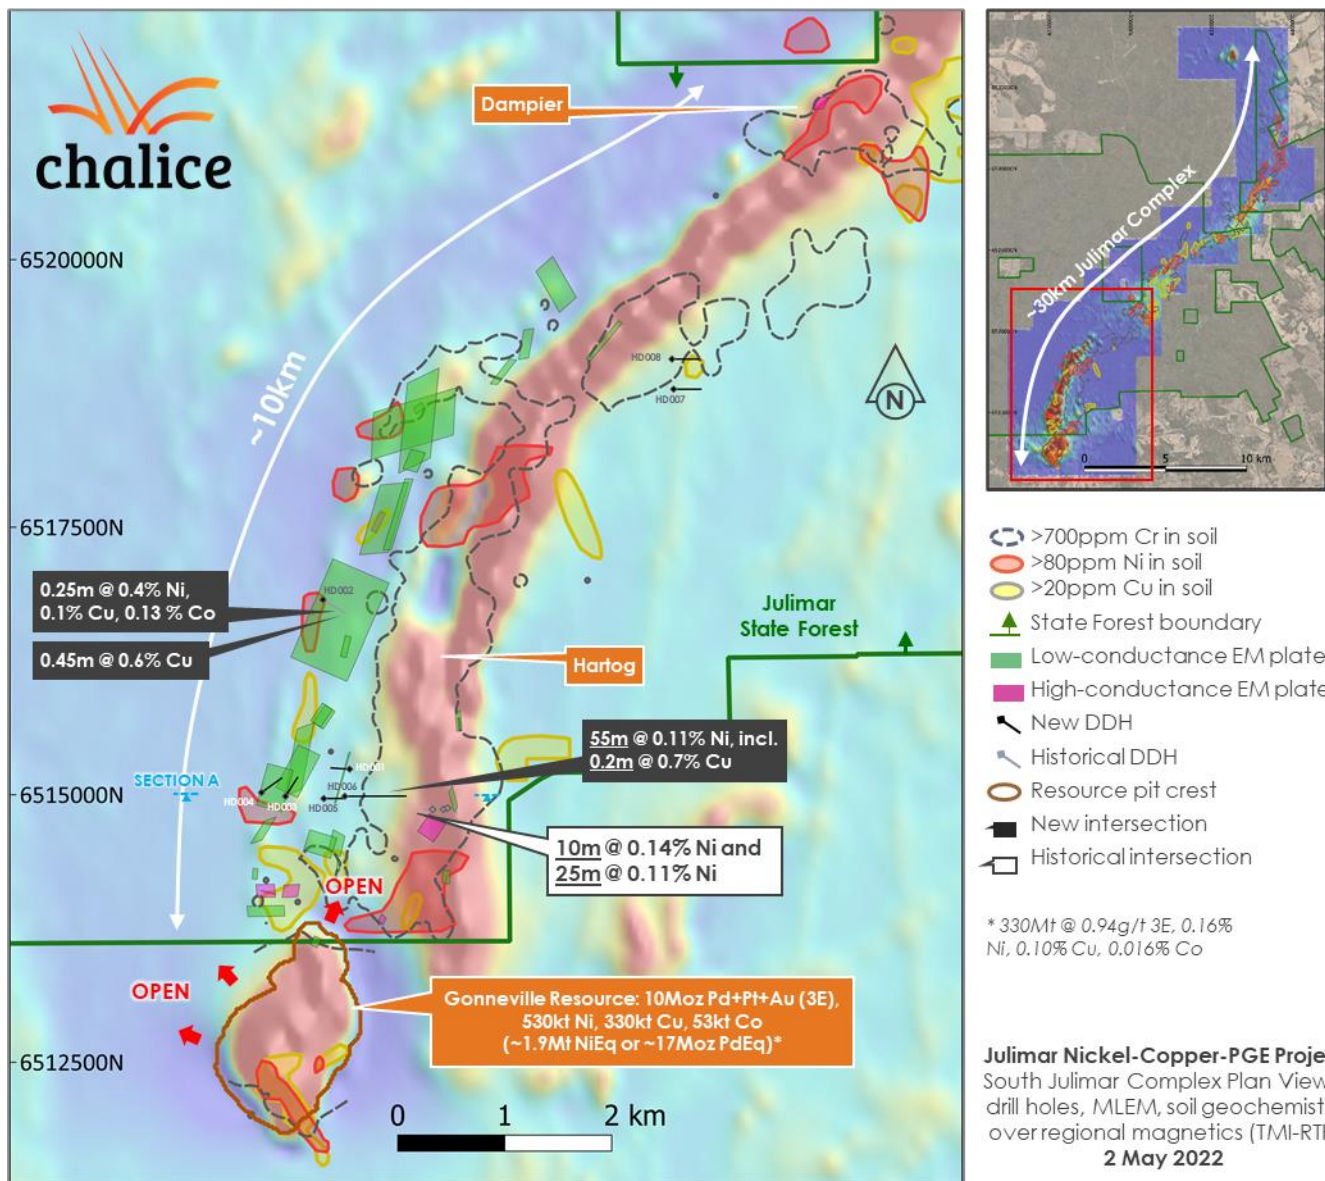 chalice
Dampier
6520000N
~10km
HD008
HD007
N
6517500N
0.25m @ 0.4% Ni,
0.1% Cu, 0.13 % Co
0.45m @ 0.6% Cu
HD002
Julimar
State Forest
Hartog
55m @ 0.11% Ni, incl.
0.2m @ 0.7% Cu
SECTION A
HD001
HD006
HD004
HD003
HD005
6515000N
10m @ 0.14% Ni and
25m @ 0.11% Ni
OPEN
OPEN
Gonneville Resource: 10Moz Pd+Pt+Au (3E),
530kt Ni, 330kt Cu, 53kt Co
(~1.9Mt NiEq or ~17Moz PdEq)*
6512500N
0 1 2 km
~30km Julimar Complex
0 5 10 km
>700ppm Cr in soil
>80ppm Ni in soil
>20ppm Cu in soil
State Forest boundary
Low-conductance EM plate
High-conductance EM plate
New DDH
Historical DDH
Resource pit crest
New intersection
Historical intersection
* 330Mt @ 0.94g/t 3E, 0.16%
Ni, 0.10% Cu, 0.016% Co
Julimar Nickel-Copper-PGE Proje
South Julimar Complex Plan View
drill holes, MLEM, soil geochemist
over regional magnetics (TMI-RTP
2 May 2022